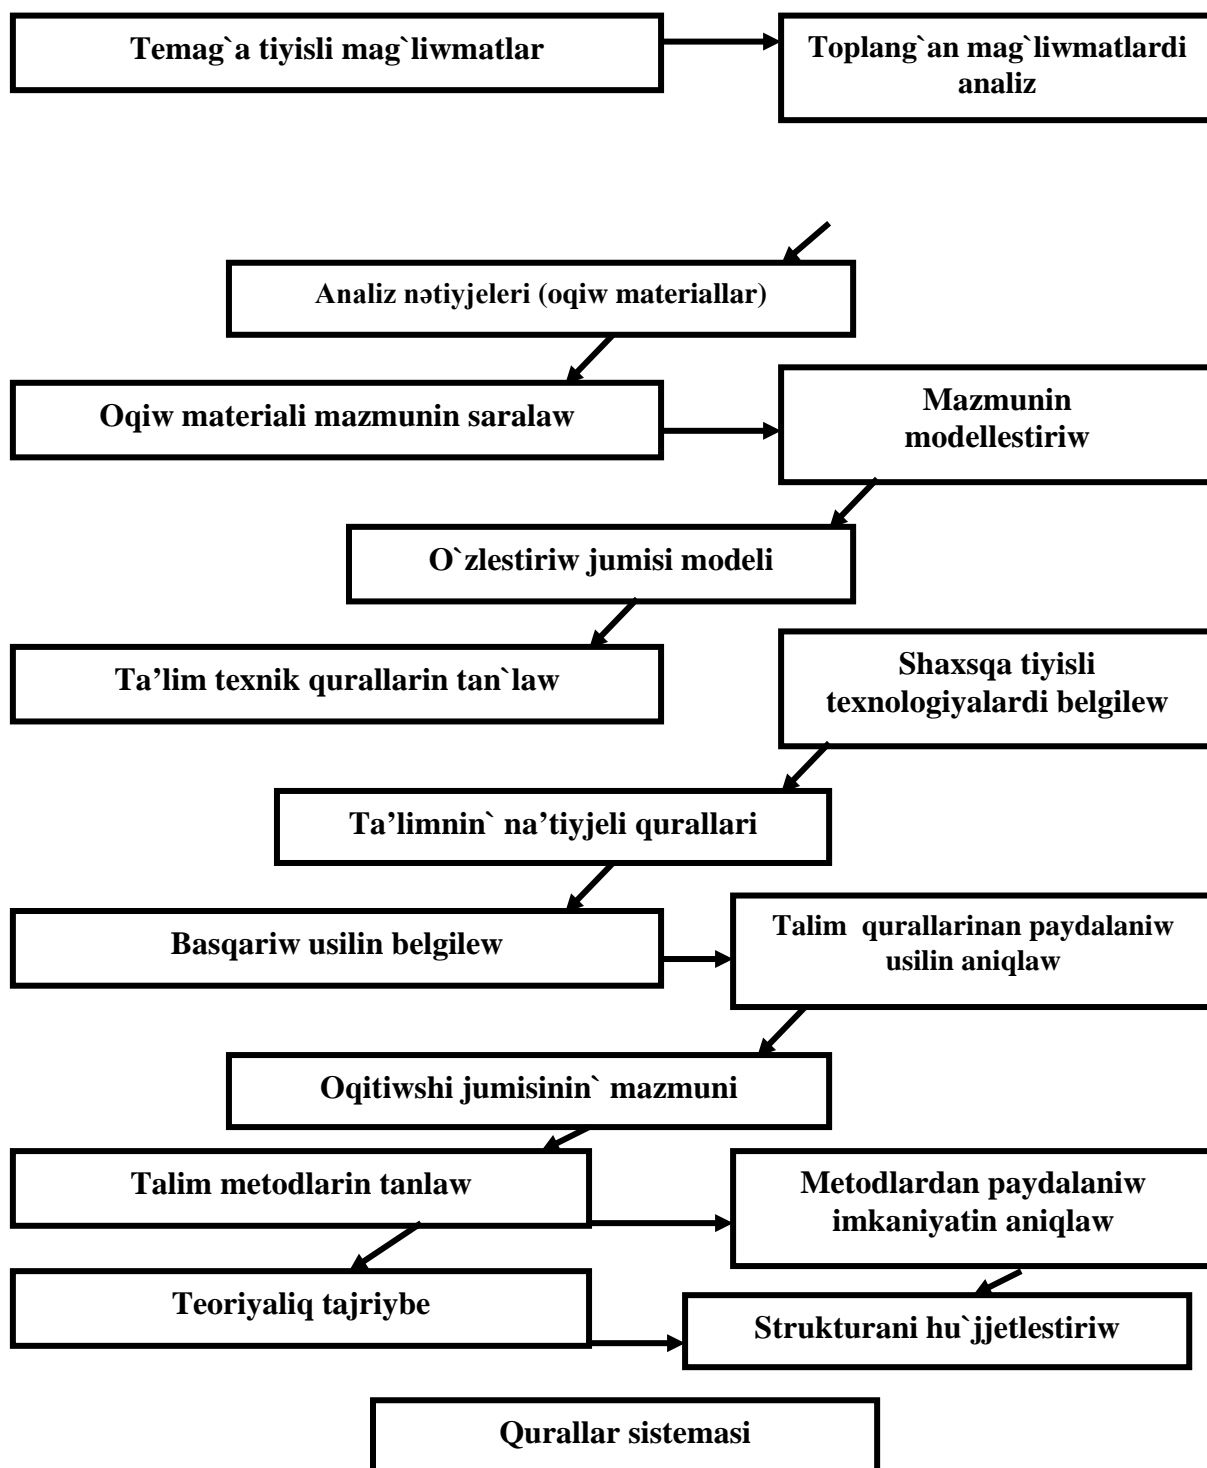 Temag`a tiyisli mag`liwmatlar
Toplang`an mag`liwmatlardi
analiz
Analiz nətiyjeleri (oqiw materiallar)
Oqiw materiali mazmunin saralaw
Mazmunin
modellestiriw
O`zlestiriw jumisi modeli
Ta’lim texnik qurallarin tan`law
Shaxsqa tiyisli
texnologiyalardi belgilew
Ta’limnin` na’tiyjeli qurallari
Basqariw usilin belgilew
Talim qurallarinan paydalaniw
usilin aniqlaw
Oqitiwshi jumisinin` mazmuni
Talim metodlarin tanlaw
Metodlardan paydalaniw
imkaniyatin aniqlaw
Teoriyaliq tajriybe
Strukturani hu`jjetlestiriw
Qurallar sistemasi